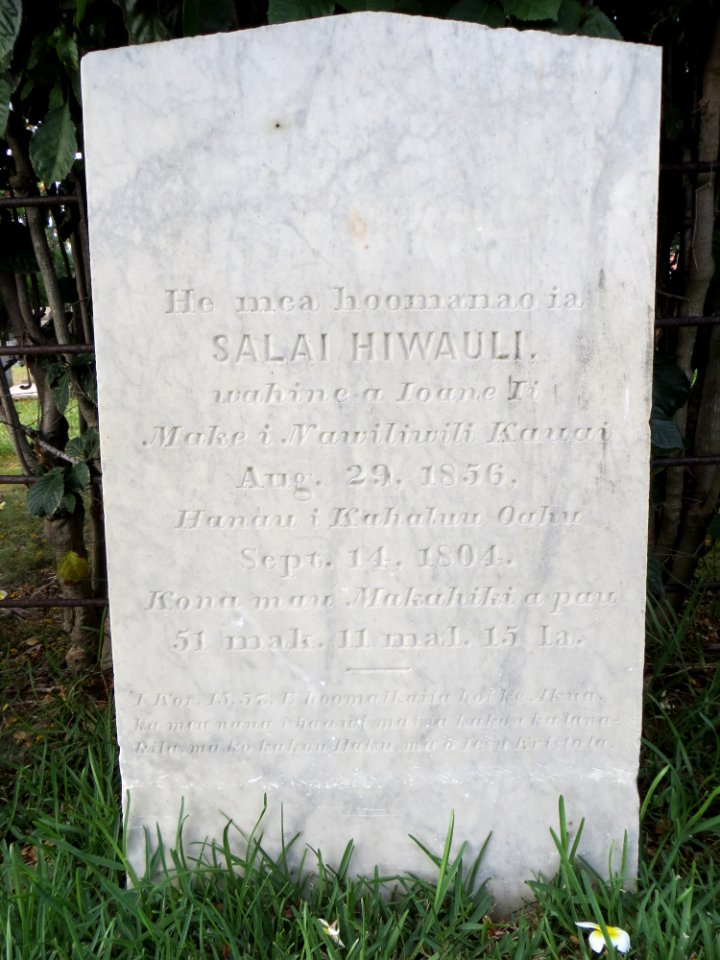 He mea hoomanao ia
SALAI HIWAULI.
wahine a Ioane Ii
Make i Nawiliwili Kauai
Aug. 29, 1856,
Hanau i Kahaluu Oahu
Sept. 14, 1804.
Kona mau Makahiki a pau
51 mak. 11 mal. 15 la.
1 Kor. 15, 57. E hoomaikaiia hoi ke Akua,
ka mea nana i haawi mai ia kakou ka lana-
kila, ma ko kakou Haku, ma o Iesu Kristo la.